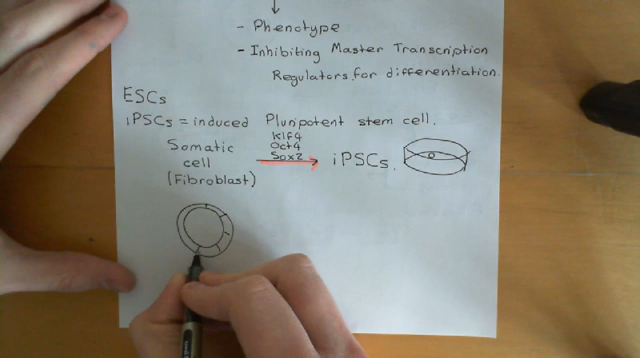 - Phenotype
- Inhibiting Master Transcription
Regulators for differentiation.
ESCs
iPSCs = induced Pluripotent stem cell.
Somatic
cell
(Fibroblast)
Klf4
Oct4
Sox2
iPSCs.